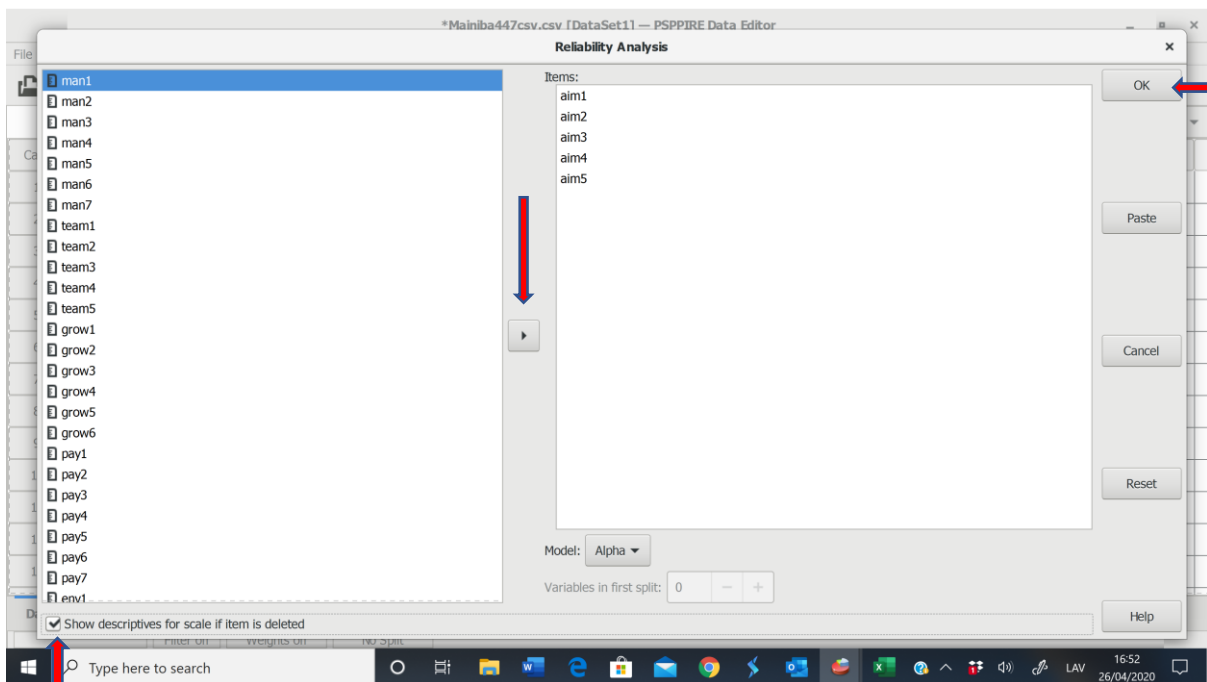 *Mainiba447csv.csv [DataSet1] — PSPPIRE Data Editor
File
Reliability Analysis
man1
man2
man3
man4
man5
man6
man7
team1
team2
team3
team4
team5
grow1
grow2
grow3
grow4
grow5
grow6
pay1
pay2
pay3
pay4
pay5
pay6
pay7
env1
Items:
aim1
aim2
aim3
aim4
aim5
Model: Alpha
Variables in first split: 0
OK
Paste
Cancel
Reset
Help
Show descriptives for scale if item is deleted
Filter off Weights off No Split
Type here to search
LAV
16:52
26/04/2020